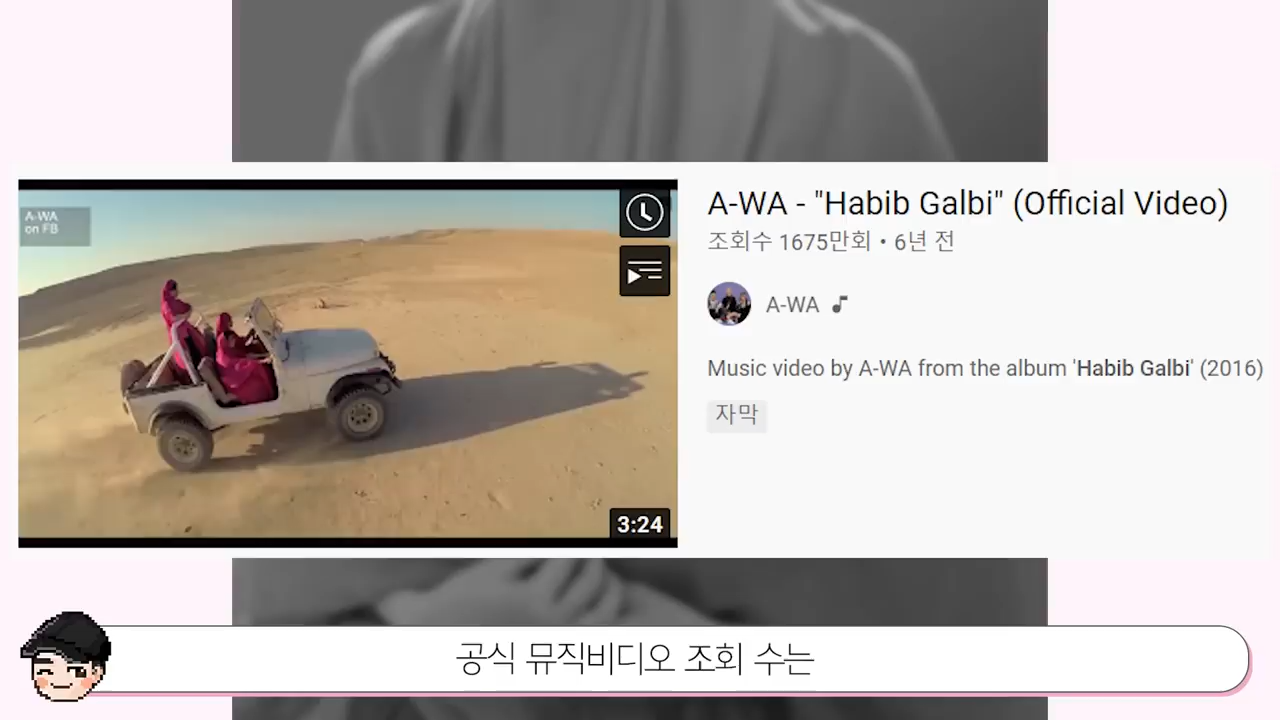 A-WA
on FB
3:24
A-WA - "Habib Galbi" (Official Video)
조회수 1675만회 • 6년 전
A-WA
Music video by A-WA from the album 'Habib Galbi' (2016)
자막
공식 뮤직비디오 조회 수는